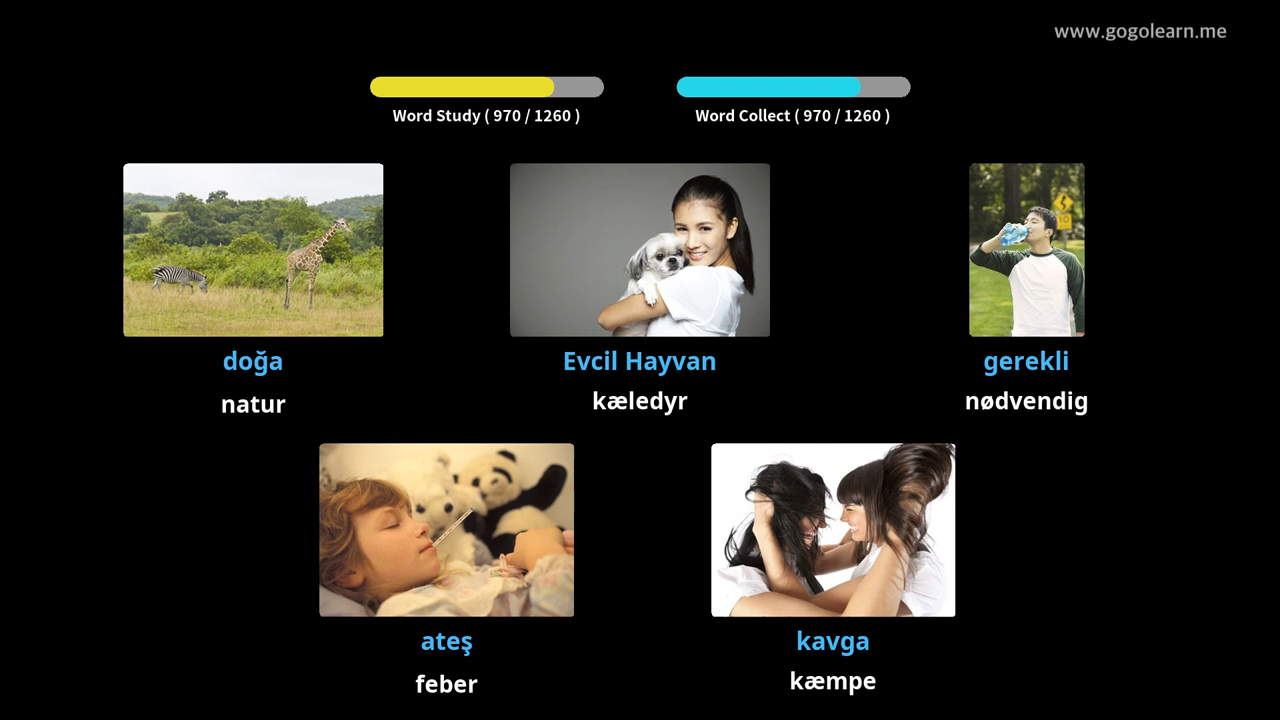 www.gogolearn.me
Word Study ( 970 / 1260 )
Word Collect ( 970 / 1260 )
doğa
natur
Evcil Hayvan
kæledyr
gerekli
nødvendig
ateş
feber
kavga
kæmpe